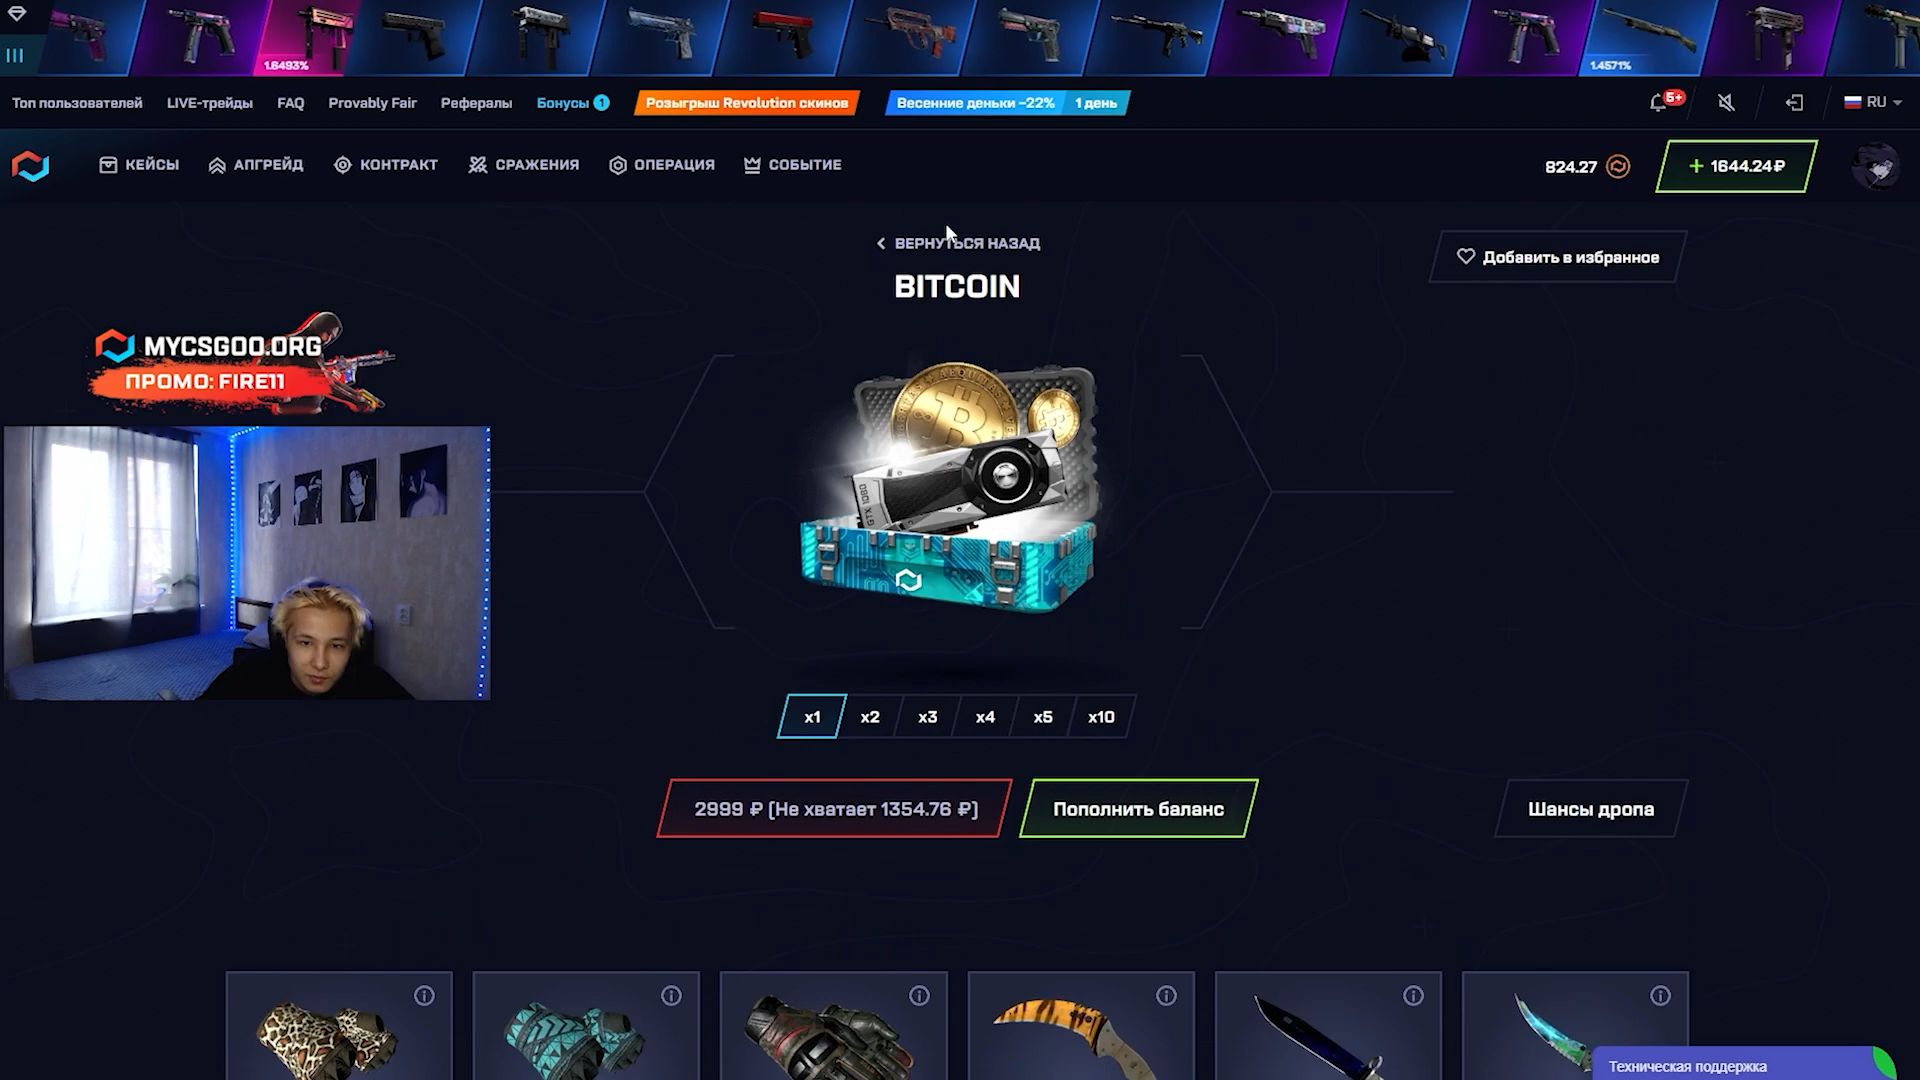 1.6493%
1.4571%
Топ пользователей
LIVE-трейды
FAQ
Provably Fair
Рефералы
Бонусы 1
Розыгрыш Revolution скинов
Весенние деньки -22% 1 день
5+
RU
КЕЙСЫ
АПГРЕЙД
КОНТРАКТ
СРАЖЕНИЯ
ОПЕРАЦИЯ
СОБЫТИЕ
824.27
+ 1644.24₽
ВЕРНУТЬСЯ НАЗАД
Добавить в избранное
BITCOIN
MYCSGOO.ORG
ПРОМО: FIRE11
GTX 1080
x1
x2
x3
x4
x5
x10
2999 ₽ (Не хватает 1354.76 ₽)
Пополнить баланс
Шансы дропа
Техническая поддержка